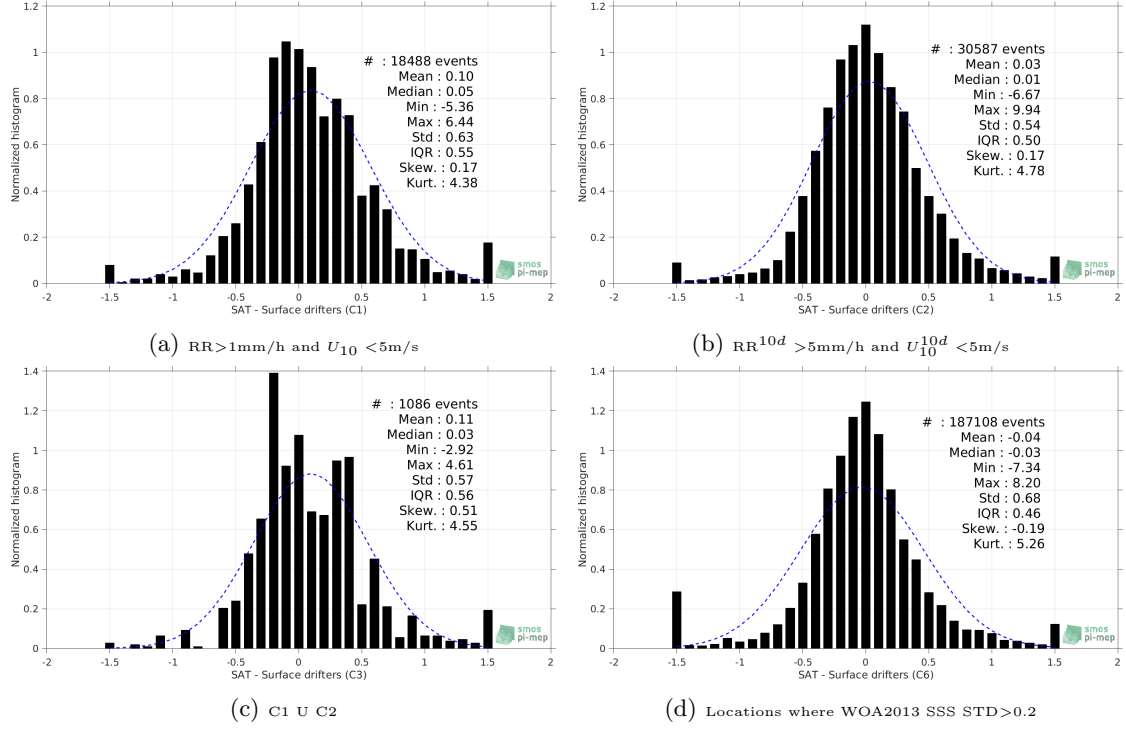 1.2
1
0.8
0.6
0.4
0.2
0
Normalized histogram
# : 18488 events
Mean : 0.10
Median : 0.05
Min : -5.36
Max : 6.44
Std : 0.63
IQR : 0.55
Skew. : 0.17
Kurt. : 4.38
smos
pi-mep
-2 -1.5 -1 -0.5 0 0.5 1 1.5 2
SAT - Surface drifters (C1)
(a) RR>1mm/h and U10 <5m/s
1.2
1
0.8
0.6
0.4
0.2
0
Normalized histogram
# : 30587 events
Mean : 0.03
Median : 0.01
Min : -6.67
Max : 9.94
Std : 0.54
IQR : 0.50
Skew. : 0.17
Kurt. : 4.78
smos
pi-mep
-2 -1.5 -1 -0.5 0 0.5 1 1.5 2
SAT - Surface drifters (C2)
(b) RR10d >5mm/h and U10d10 <5m/s
1.4
1.2
1
0.8
0.6
0.4
0.2
0
Normalized histogram
# : 1086 events
Mean : 0.11
Median : 0.03
Min : -2.92
Max : 4.61
Std : 0.57
IQR : 0.56
Skew. : 0.51
Kurt. : 4.55
smos
pi-mep
-2 -1.5 -1 -0.5 0 0.5 1 1.5 2
SAT - Surface drifters (C3)
(c) C1 U C2
1.4
1.2
1
0.8
0.6
0.4
0.2
0
Normalized histogram
# : 187108 events
Mean : -0.04
Median : -0.03
Min : -7.34
Max : 8.20
Std : 0.68
IQR : 0.46
Skew. : -0.19
Kurt. : 5.26
smos
pi-mep
-2 -1.5 -1 -0.5 0 0.5 1 1.5 2
SAT - Surface drifters (C6)
(d) Locations where WOA2013 SSS STD>0.2